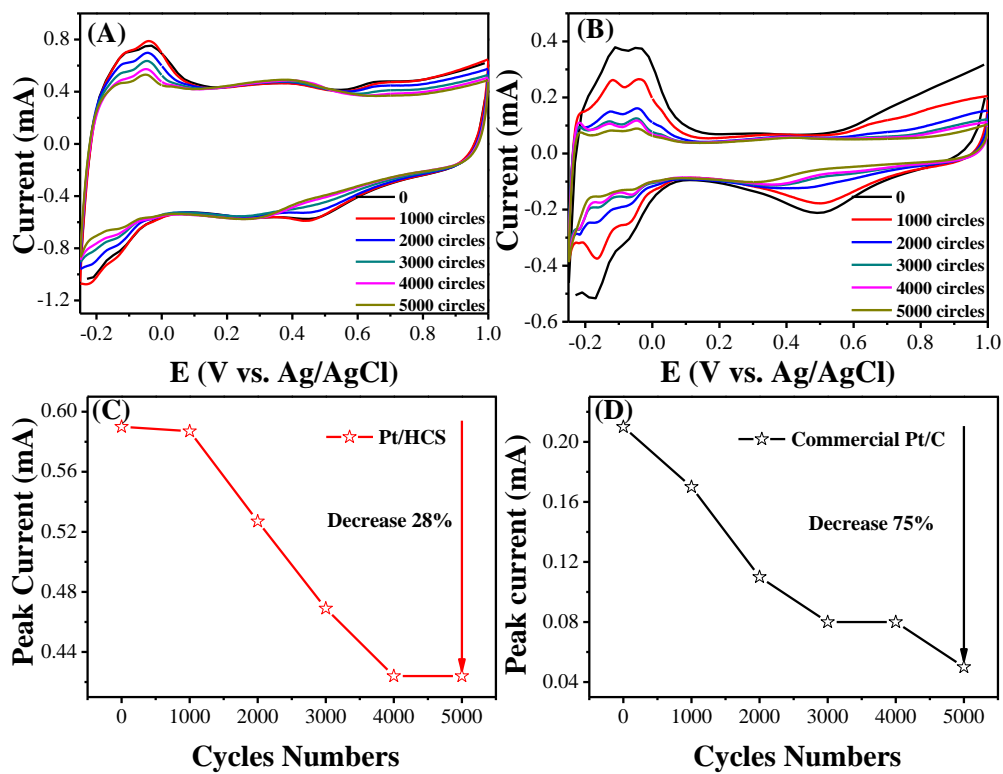 (A)
Current (mA)
0.8
0.4
0.0
-0.4
-0.8
-1.2
0
1000 circles
2000 circles
3000 circles
4000 circles
5000 circles
-0.2 0.0 0.2 0.4 0.6 0.8 1.0
E (V vs. Ag/AgCl)
(B)
Current (mA)
0.4
0.2
0.0
-0.2
-0.4
-0.6
0
1000 circles
2000 circles
3000 circles
4000 circles
5000 circles
-0.2 0.0 0.2 0.4 0.6 0.8 1.0
E (V vs. Ag/AgCl)
(C)
Peak Current (mA)
0.60
0.56
0.52
0.48
0.44
Pt/HCS
Decrease 28%
0 1000 2000 3000 4000 5000
Cycles Numbers
(D)
Peak current (mA)
0.20
0.16
0.12
0.08
0.04
Commercial Pt/C
Decrease 75%
0 1000 2000 3000 4000 5000
Cycles Numbers